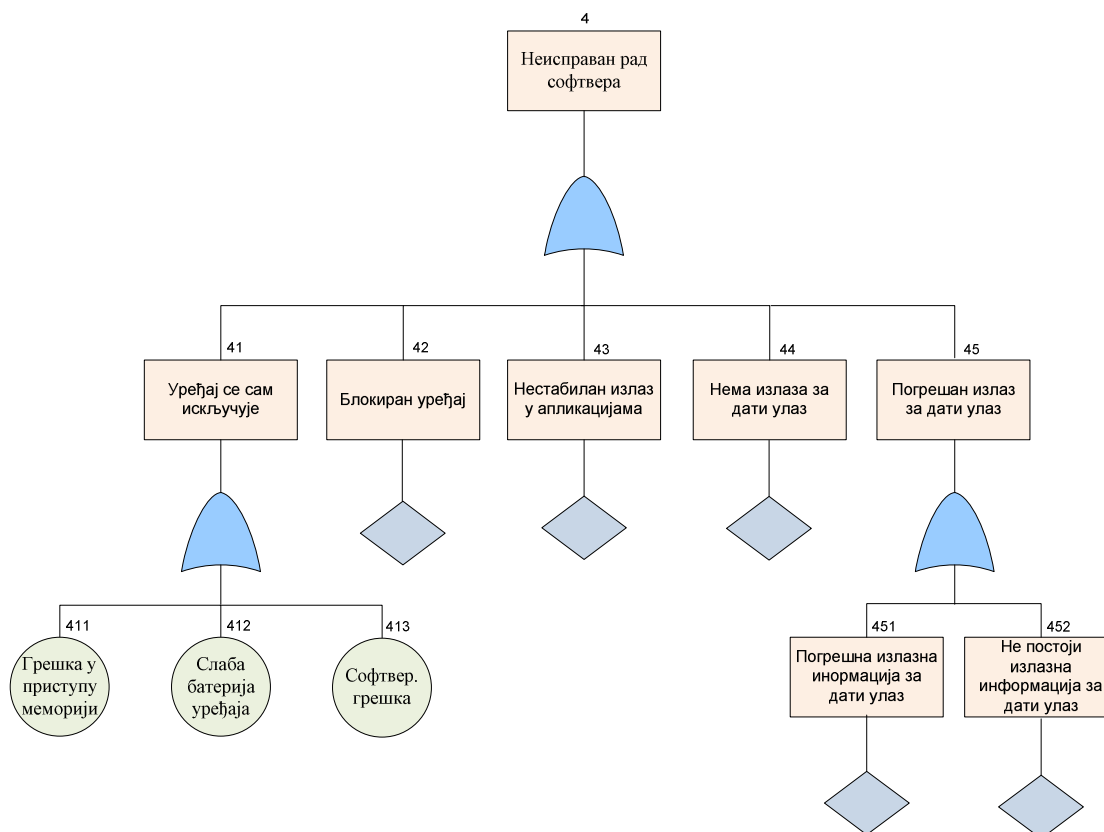 4
Неисправан рад
софтвера
41
Уређај се сам
искључује
42
Блокиран уређај
43
Нестабилан излаз
у апликацијама
44
Нема излаза за
дати улаз
45
Погрешан излаз
за дати улаз
411
Грешка у
приступу
меморији
412
Слаба
батерија
уређаја
413
Софтвер.
грешка
451
Погрешна излазна
инормација за
дати улаз
452
Не постоји
излазна
информација за
дати улаз